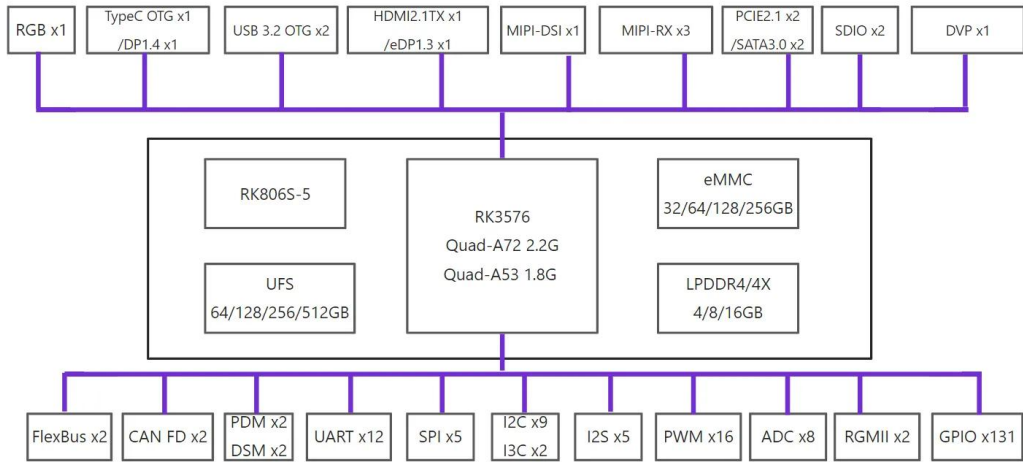 RGB x1
TypeC OTG x1
/DP1.4 x1
USB 3.2 OTG x2
HDMI2.1TX x1
/eDP1.3 x1
MIPI-DSI x1
MIPI-RX x3
PCIE2.1 x2
/SATA3.0 x2
SDIO x2
DVP x1
RK806S-5
RK3576
Quad-A72 2.2G
Quad-A53 1.8G
eMMC
32/64/128/256GB
UFS
64/128/256/512GB
LPDDR4/4X
4/8/16GB
FlexBus x2
CAN FD x2
PDM x2
DSM x2
UART x12
SPI x5
I2C x9
I3C x2
I2S x5
PWM x16
ADC x8
RGMII x2
GPIO x131